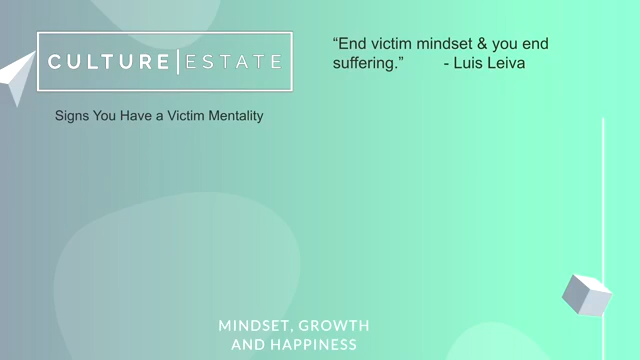 CULTURE|ESTATE
“End victim mindset & you end
suffering.” - Luis Leiva
Signs You Have a Victim Mentality
MINDSET, GROWTH
AND HAPPINESS